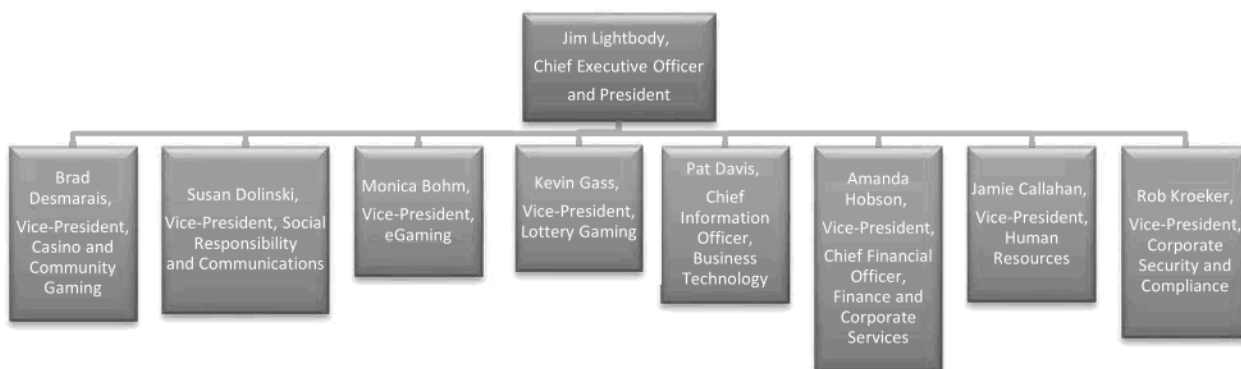 Jim Lightbody,
Chief Executive Officer
and President
Brad
Desmarais,
Vice-President,
Casino and
Community
Gaming
Susan Dolinski,
Vice-President, Social
Responsibility
and Communications
Monica Bohm,
Vice-President,
eGaming
Kevin Gass,
Vice-President,
Lottery Gaming
Pat Davis,
Chief
Information
Officer,
Business
Technology
Amanda
Hobson,
Vice-President,
Chief Financial
Officer,
Finance and
Corporate
Services
Jamie Callahan,
Vice-President,
Human
Resources
Rob Kroeker,
Vice-President,
Corporate
Security and
Compliance